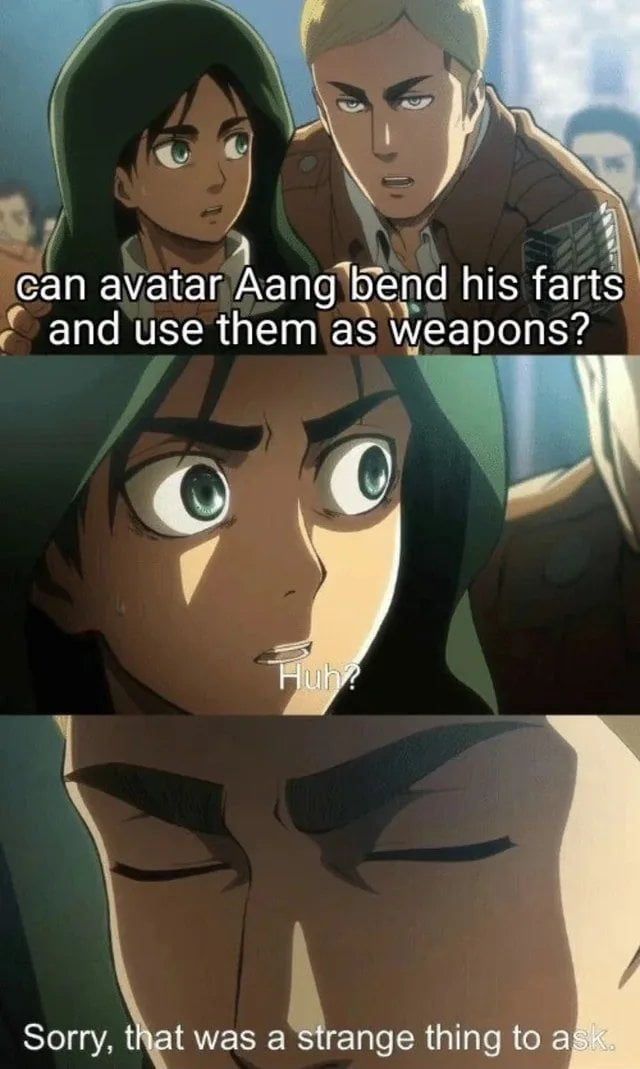 can avatar Aang bend his farts
and use them as weapons?
Huh?
Sorry, that was a strange thing to ask.